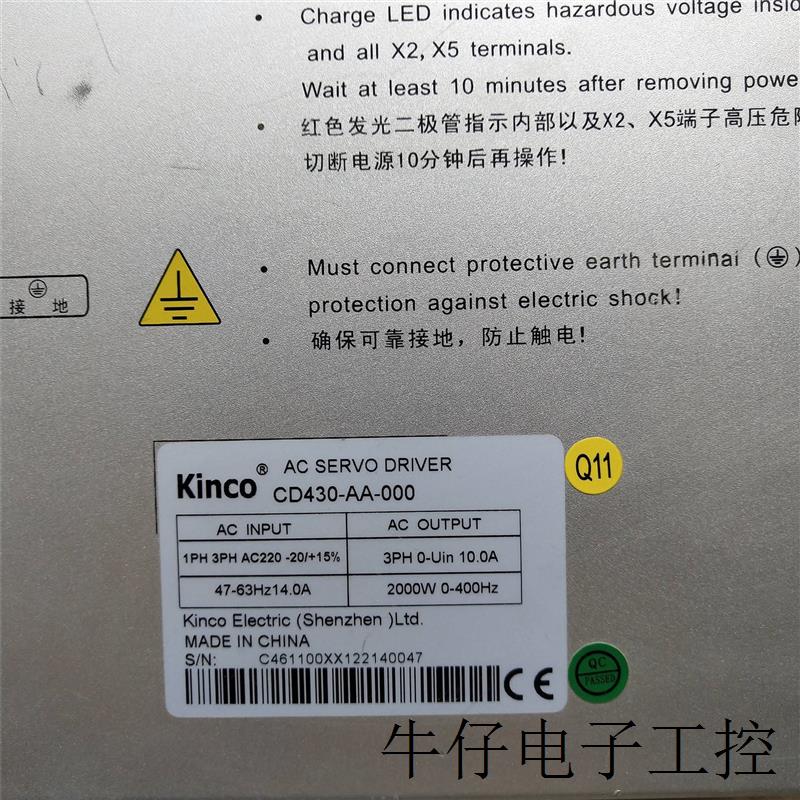 • Charge LED indicates hazardous voltage insid
and all X2, X5 terminals.
Wait at least 10 minutes after removing powe
• 红色发光二极管指示内部以及X2、X5端子高压危险
切断电源10分钟后再操作!
• Must connect protective earth terminal (⏚)
protection against electric shock!
• 确保可靠接地，防止触电!
接 地
Kinco® AC SERVO DRIVER
CD430-AA-000
AC INPUT AC OUTPUT
1PH 3PH AC220 -20/+15% 3PH 0-Uin 10.0A
47-63Hz14.0A 2000W 0-400Hz
Kinco Electric (Shenzhen )Ltd.
MADE IN CHINA
S/N: C461100XX122140047
CE
Q11
QC
PASSED
牛仔电子工控